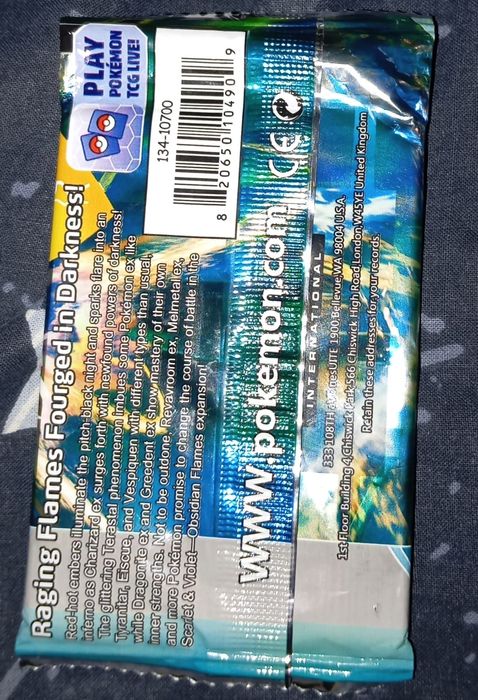 Raging Flames Fourged in Darkness!
Red-hot embers illuminate the pitch-black night and sparks flare into an
inferno as Charizard ex surges forth with newfound powers of darkness!
The glittering Terastal phenomenon imbues some Pokémon ex like
Tyranitar, Eiscue, and Vespiquen with different types than usual,
while Dragonite ex and Greedent ex show mastery of their own
inner strengths. Not to be outdone, Revavroom ex, Melmetal ex,
and more Pokémon promise to change the course of battle in the
Scarlet & Violet—Obsidian Flames expansion!
PLAY
POKÉMON
TCG LIVE!
134-10700
8 20650 10490 9
www.pokemon.com
CE
INTERNATIONAL
333 108TH SUITE 1900 Bellevue, WA 98004 U.S.A.
1st Floor, Building 4, Chiswick Park, 566 Chiswick High Road, London, W45YE United Kingdom
Retain these addresses for your records.